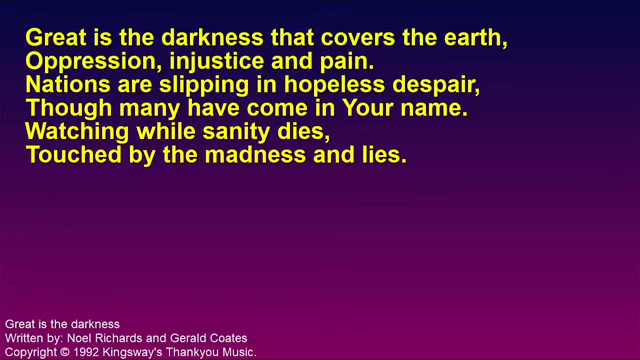 Great is the darkness that covers the earth,
Oppression, injustice and pain.
Nations are slipping in hopeless despair,
Though many have come in Your name.
Watching while sanity dies,
Touched by the madness and lies.
Great is the darkness
Written by: Noel Richards and Gerald Coates
Copyright © 1992 Kingsway's Thankyou Music.